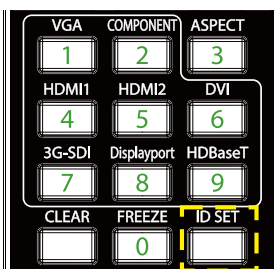 VGA COMPONENT ASPECT
1 2 3
HDMI1 HDMI2 DVI
4 5 6
3G-SDI Displayport HDBaseT
7 8 9
CLEAR FREEZE ID SET
0